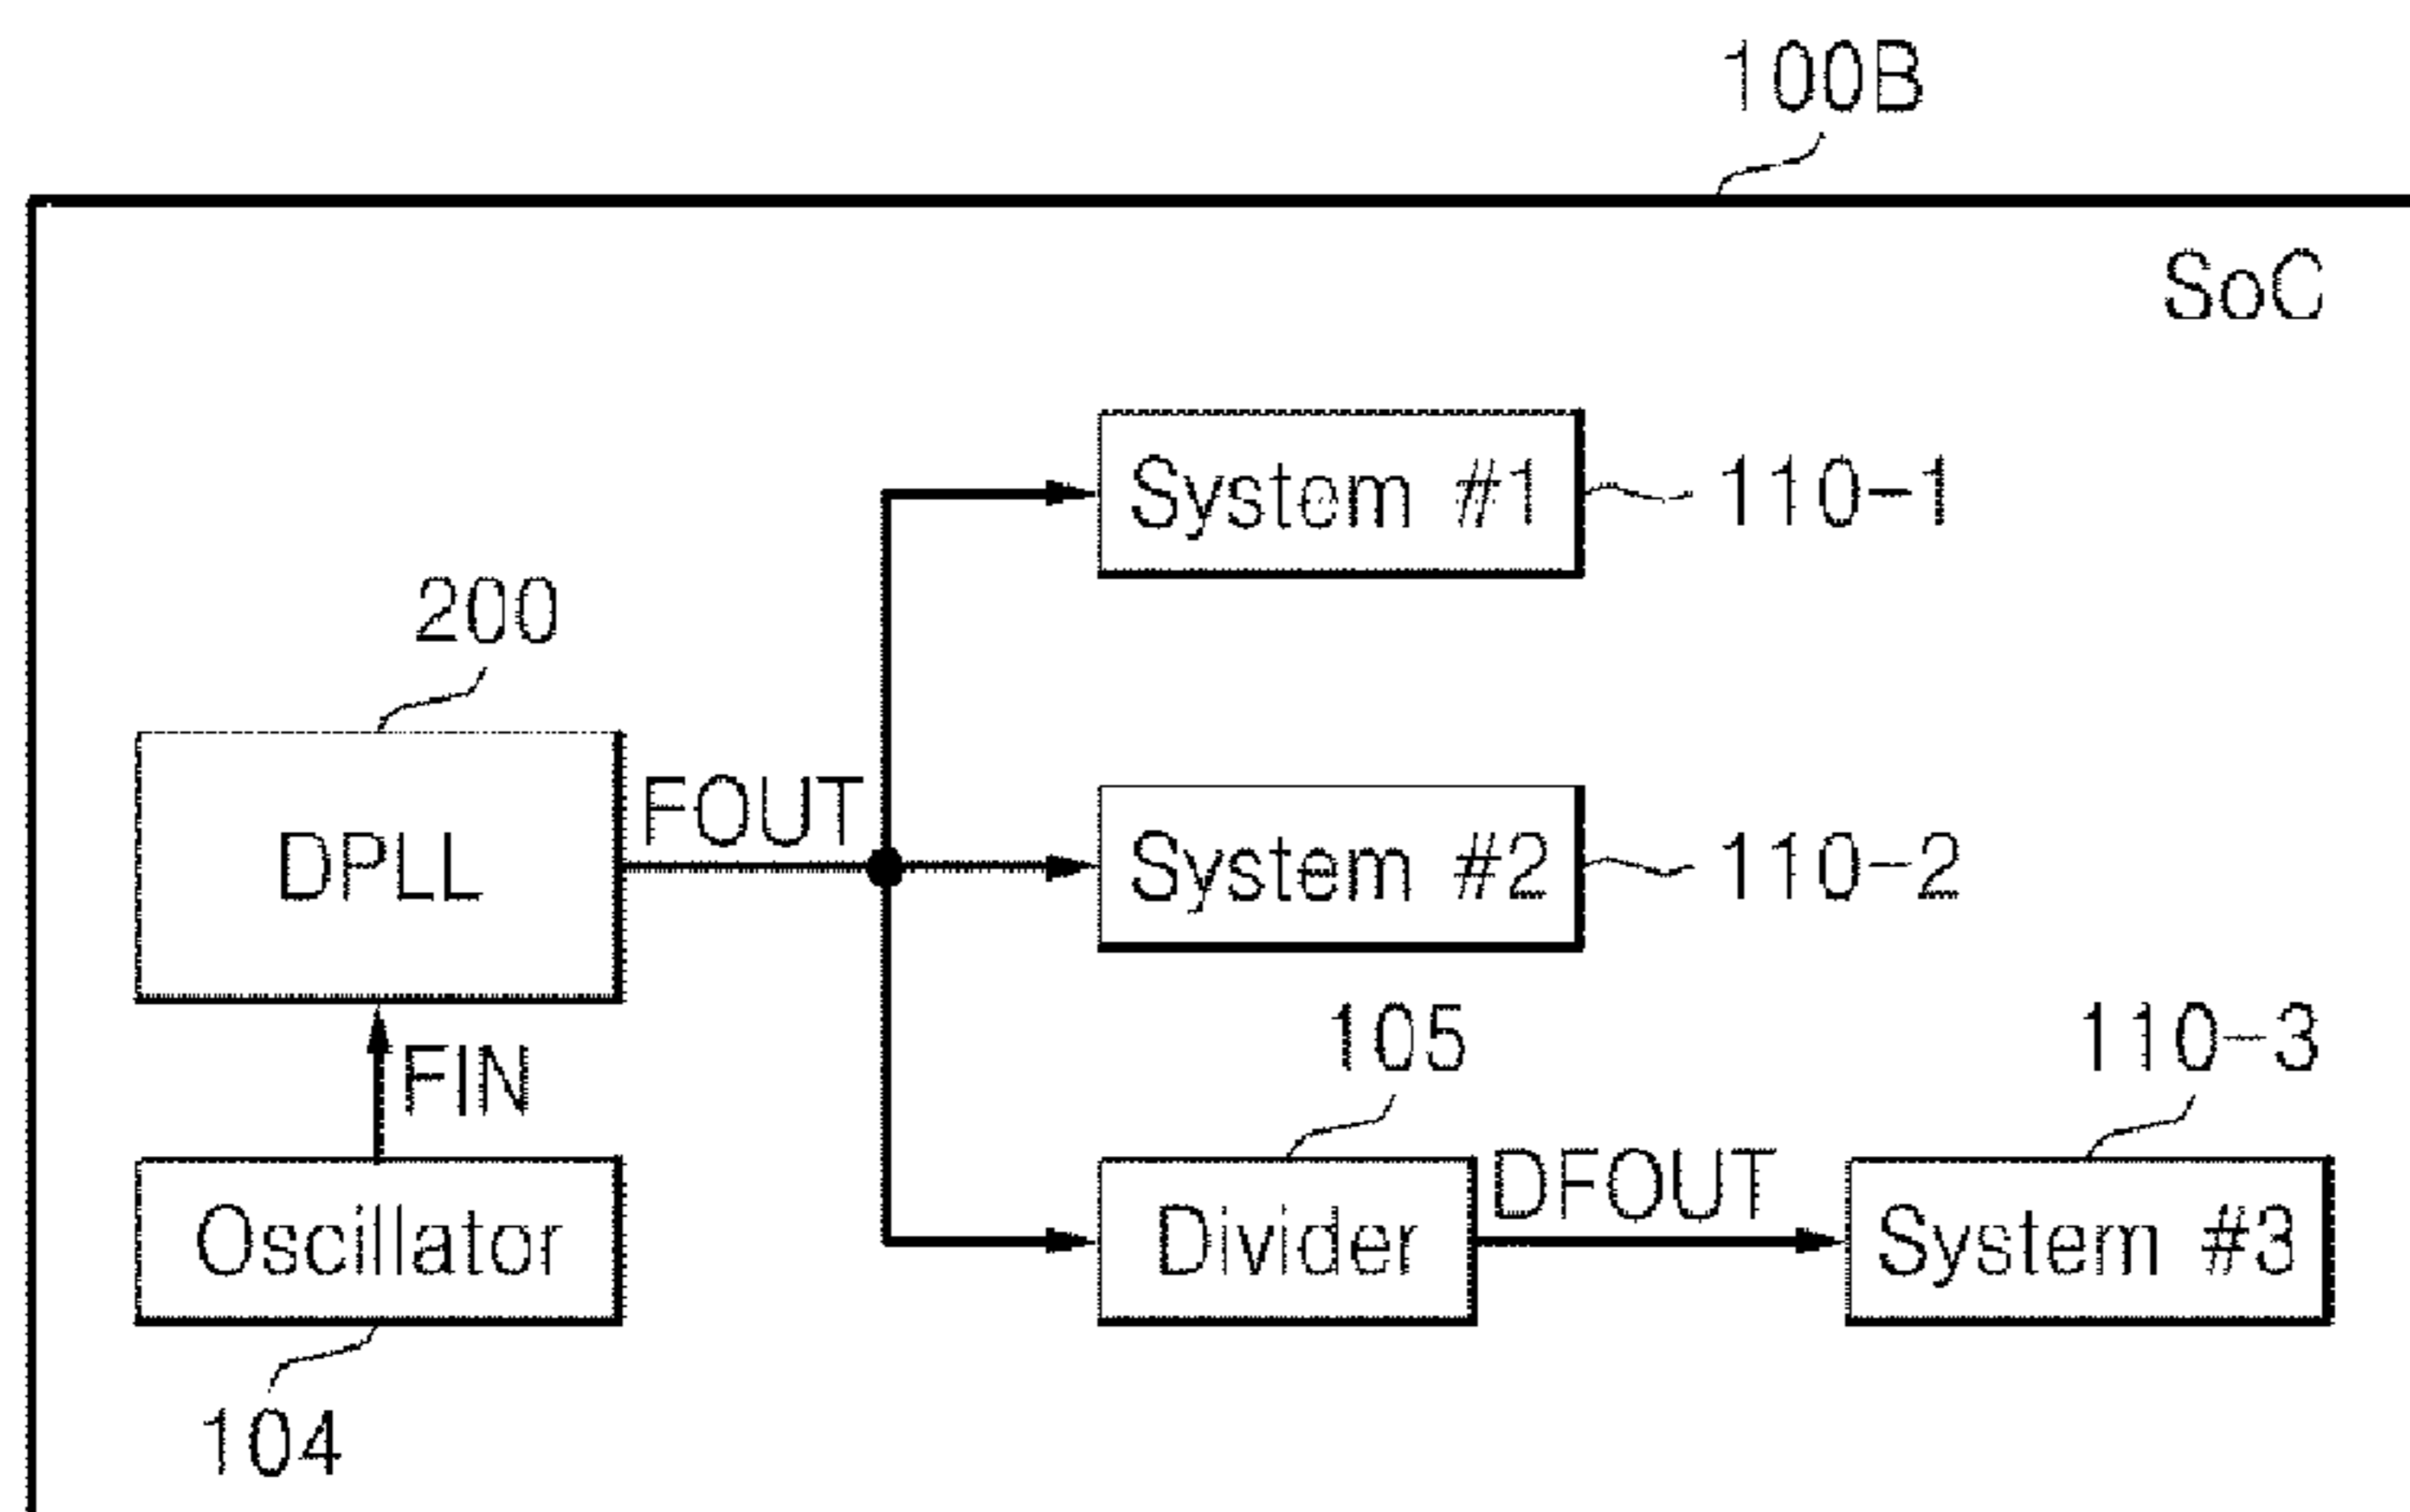 100B
SoC
System #1
110-1
200
DPLL
FOUT
System #2
110-2
FIN
105
110-3
Oscillator
Divider
DFOUT
System #3
104